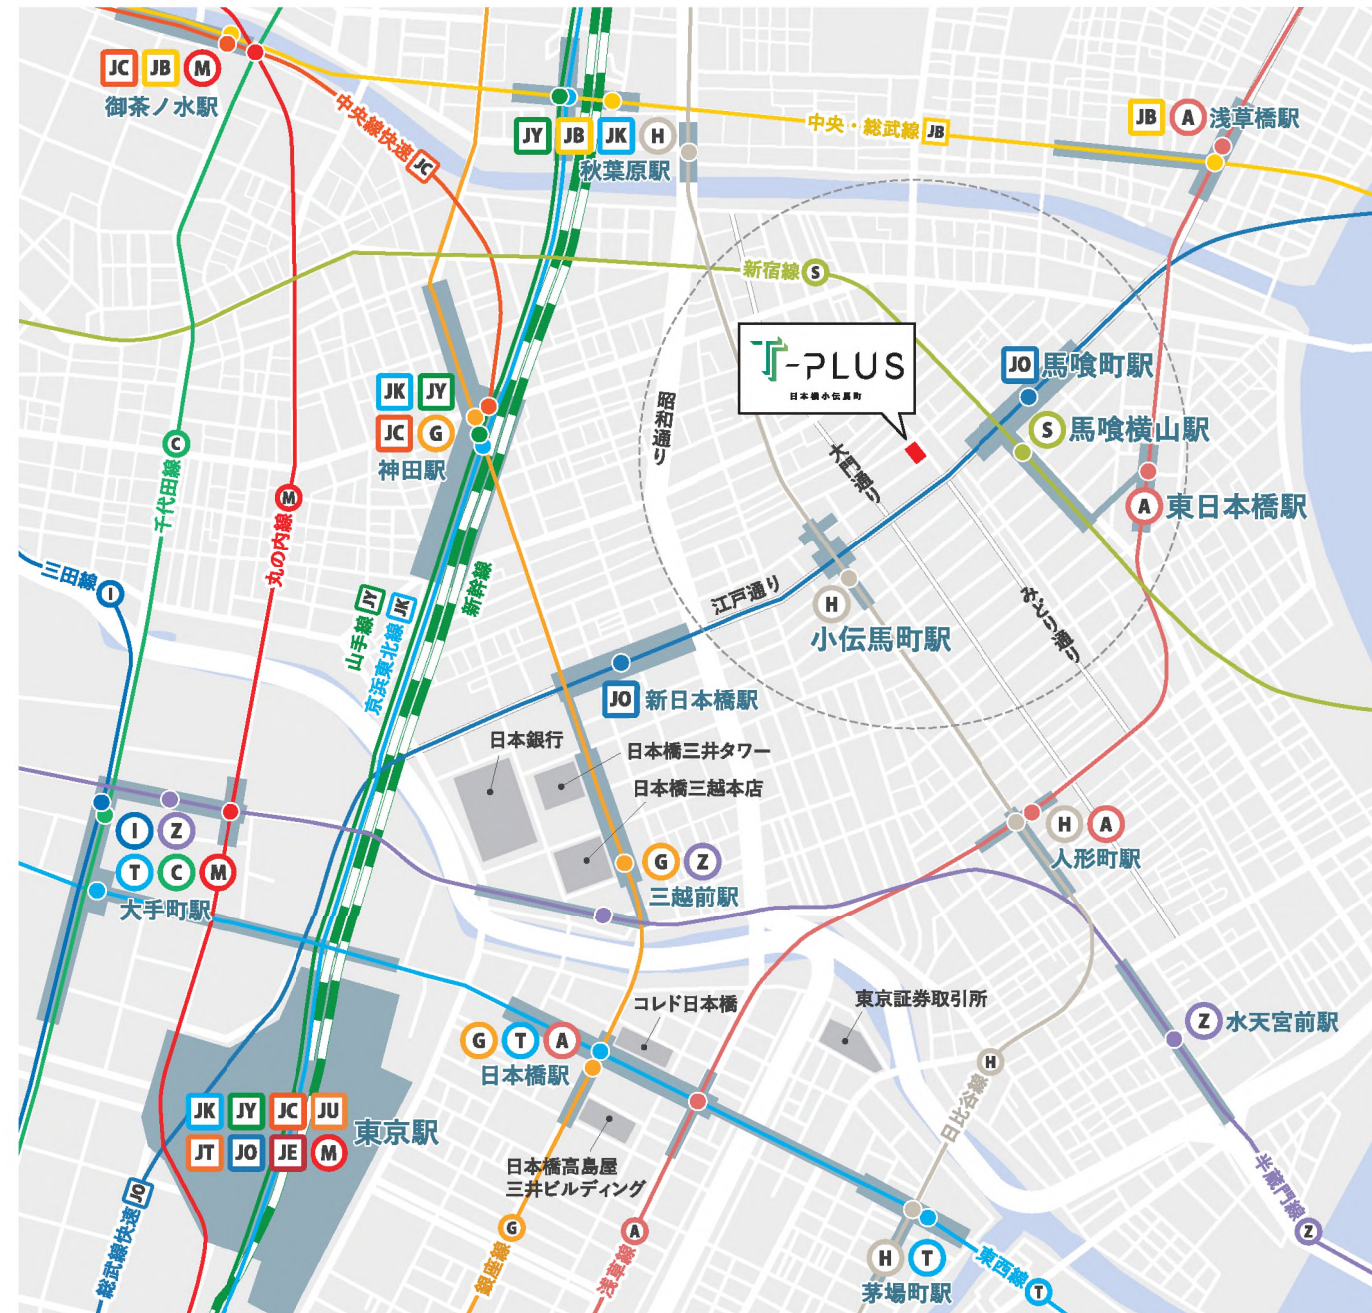 JC JB M
御茶ノ水駅
中央線快速 JC
JY JB JK H
秋葉原駅
中央・総武線 JB
JB A 浅草橋駅
新宿線 S
T-PLUS
日本橋小伝馬町
JO 馬喰町駅
S 馬喰横山駅
A 東日本橋駅
JK JY
JC G
神田駅
昭和通り
大門通り
千代田線 C
丸の内線 M
三田線 I
山手線 JY
京浜東北線 JK
新幹線
江戸通り
H
小伝馬町駅
みどり通り
JO 新日本橋駅
日本銀行
日本橋三井タワー
日本橋三越本店
I Z
T C M
大手町駅
G Z
三越前駅
H A
人形町駅
コレド日本橋
東京証券取引所
G T A
日本橋駅
Z 水天宮前駅
日比谷線 H
JK JY JC JU
JT JO JE M
東京駅
日本橋高島屋
三井ビルディング
総武線快速 JO
銀座線 G
浅草線 A
H T
茅場町駅
東西線 T
半蔵門線 Z